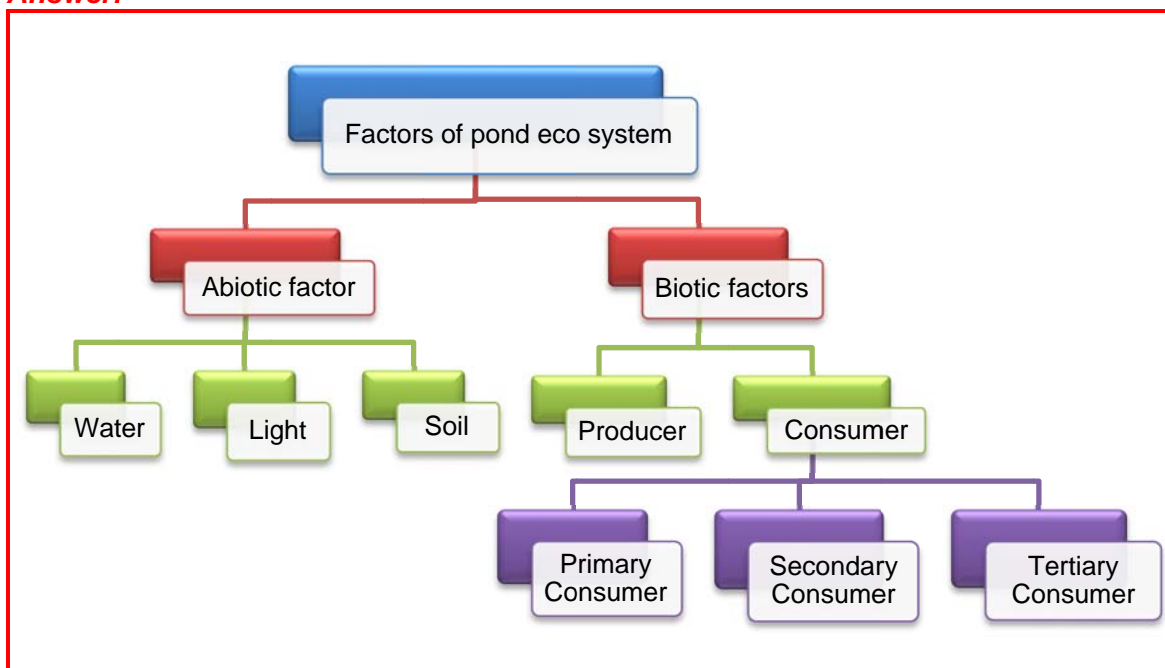 Answer:
Factors of pond eco system
Abiotic factor
Biotic factors
Water
Light
Soil
Producer
Consumer
Primary
Consumer
Secondary
Consumer
Tertiary
Consumer